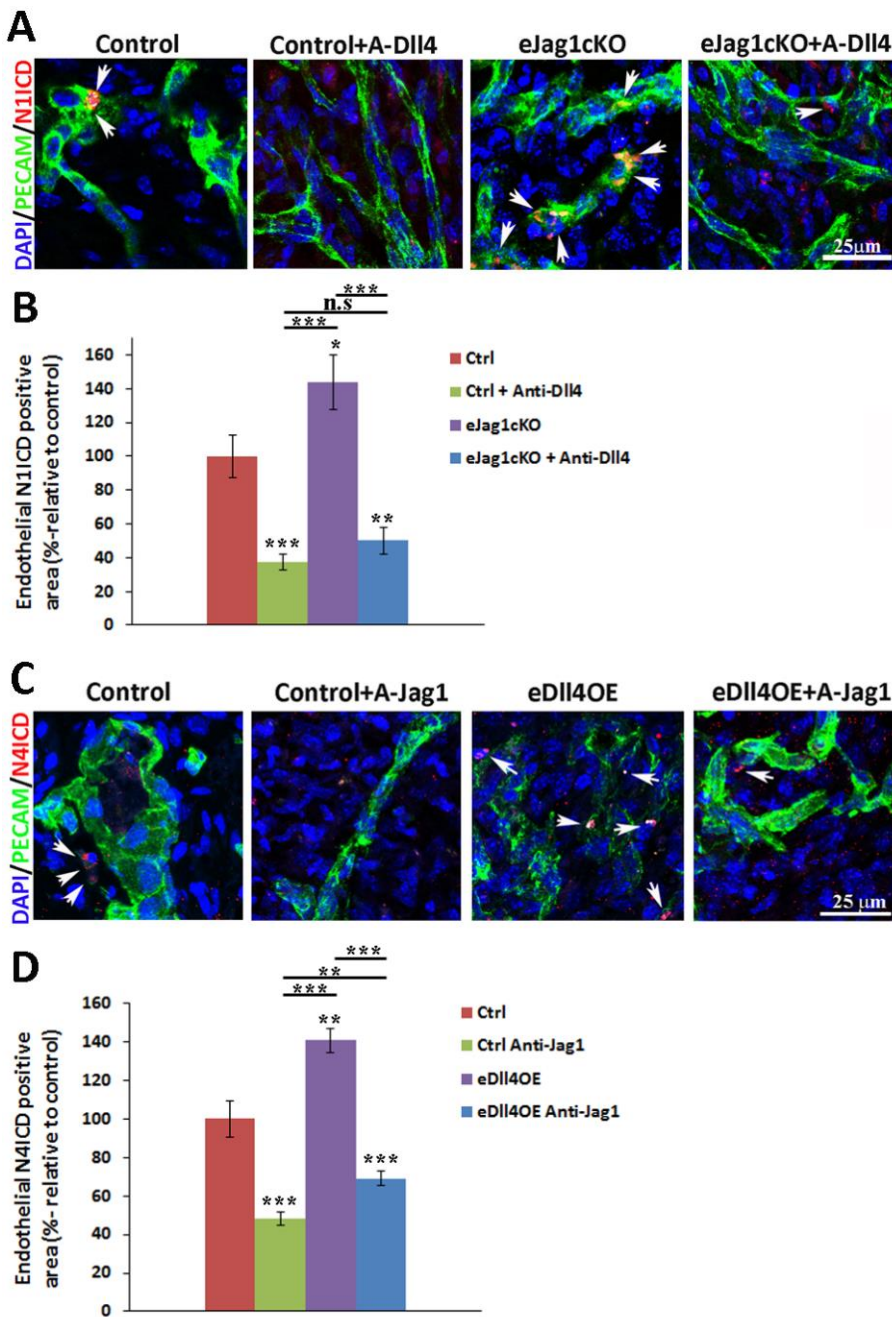 A
Control
Control+A-Dll4
eJag1cKO
eJag1cKO+A-Dll4
DAPI/PECAM/N1ICD
25μm
B
***
n.s
***
*
***
**
160
140
120
100
80
60
40
20
0
Endothelial N1ICD positive
area (%-relative to control)
Ctrl
Ctrl + Anti-Dll4
eJag1cKO
eJag1cKO + Anti-Dll4
C
Control
Control+A-Jag1
eDll4OE
eDll4OE+A-Jag1
DAPI/PECAM/N4ICD
25 μm
D
***
**
***
**
***
***
160
140
120
100
80
60
40
20
0
Endothelial N4ICD positive
area (%- relative to control)
Ctrl
Ctrl Anti-Jag1
eDll4OE
eDll4OE Anti-Jag1